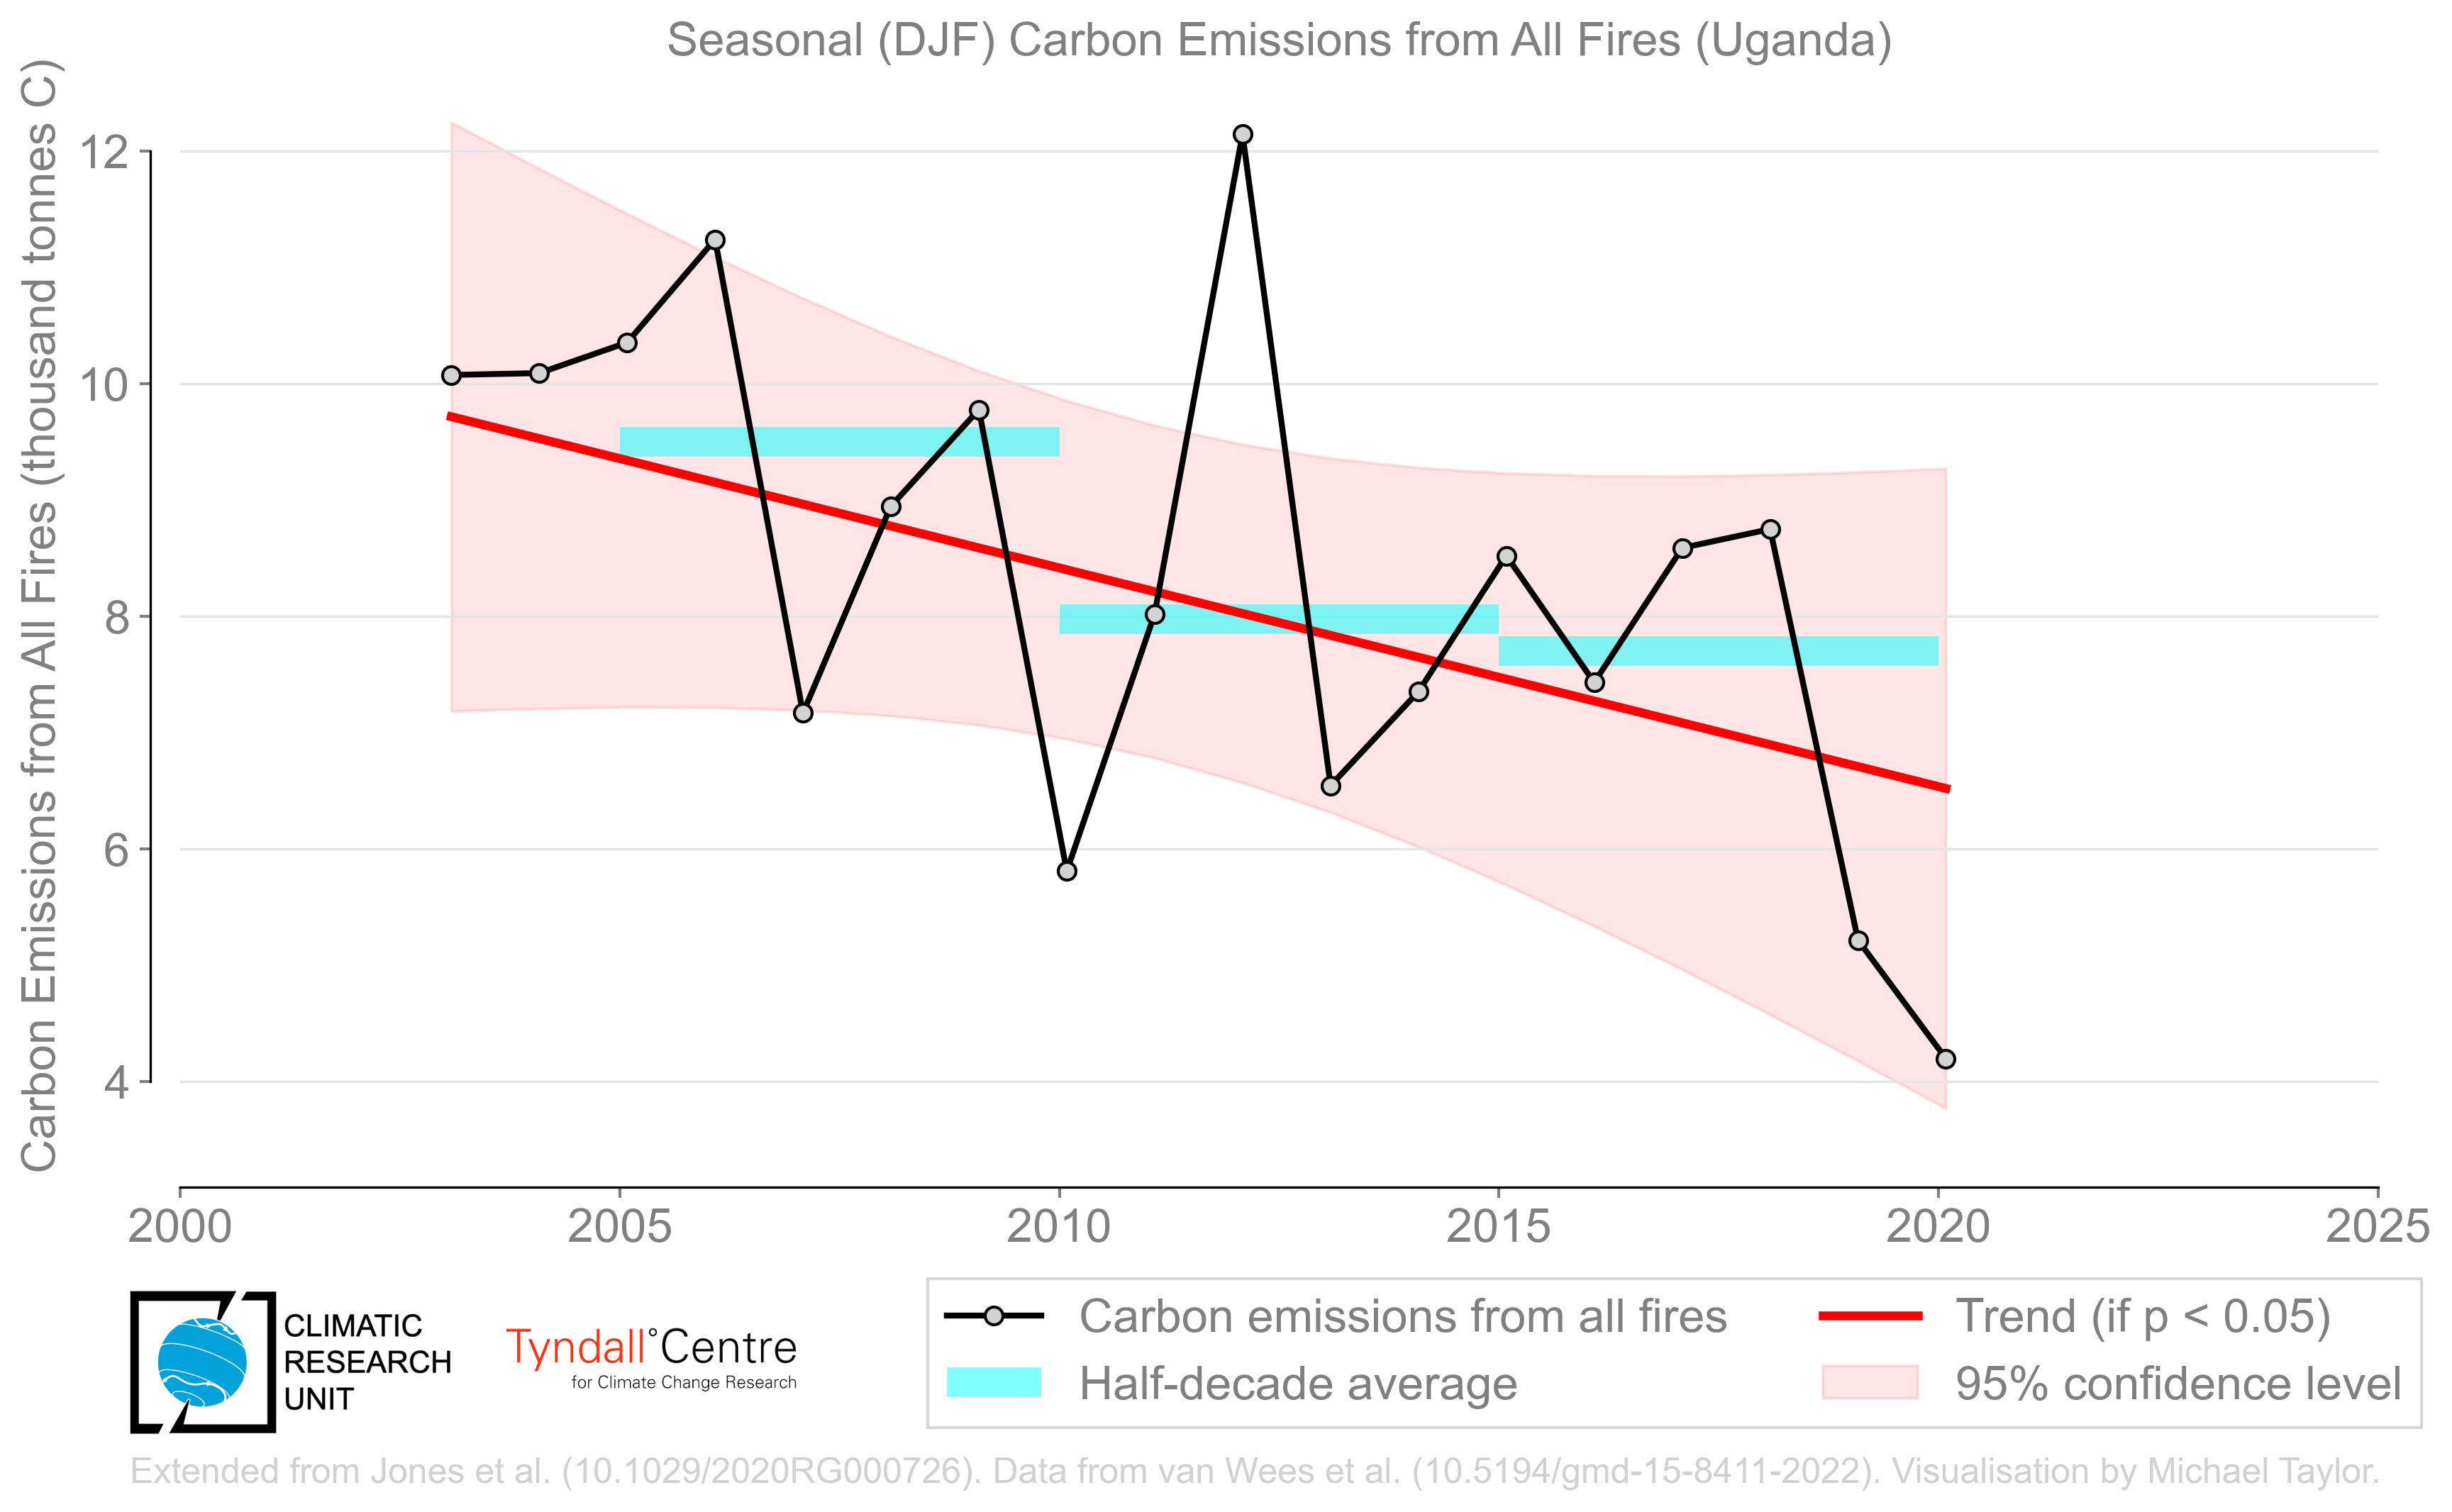 Seasonal (DJF) Carbon Emissions from All Fires (Uganda)
Carbon Emissions from All Fires (thousand tonnes C)
12
10
8
6
4
2000
2005
2010
2015
2020
2025
CLIMATIC
RESEARCH
UNIT
Tyndall°Centre
for Climate Change Research
Carbon emissions from all fires
Half-decade average
Trend (if p < 0.05)
95% confidence level
Extended from Jones et al. (10.1029/2020RG000726). Data from van Wees et al. (10.5194/gmd-15-8411-2022). Visualisation by Michael Taylor.